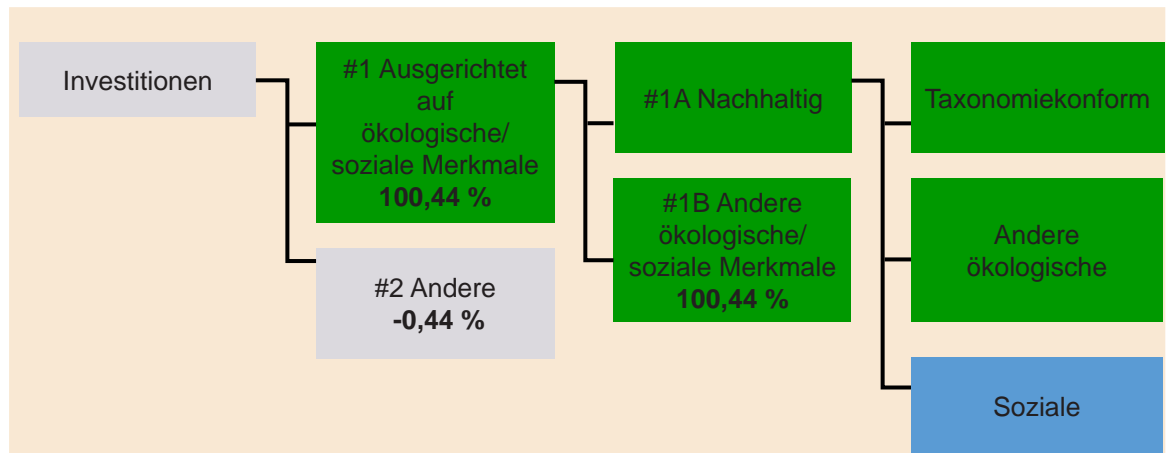 Investitionen
#1 Ausgerichtet
auf
ökologische/
soziale Merkmale
100,44 %
#2 Andere
-0,44 %
#1A Nachhaltig
#1B Andere
ökologische/
soziale Merkmale
100,44 %
Taxonomiekonform
Andere
ökologische
Soziale